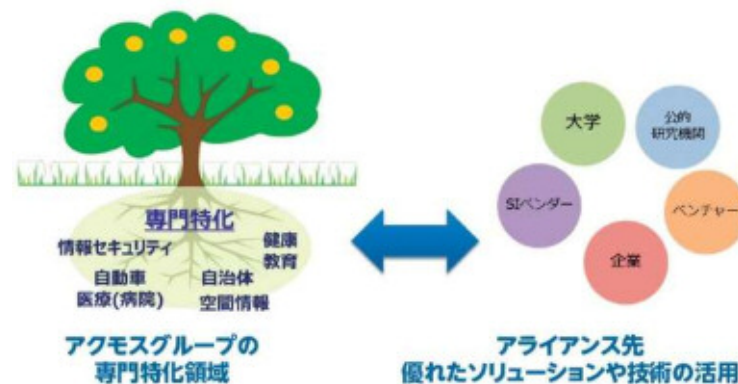 専門特化
情報セキュリティ
健康
教育
自動車
自治体
医療(病院)
空間情報
アクモスグループの
専門特化領域
大学
公的
研究機関
SIベンダー
ベンチャー
企業
アライアンス先
優れたソリューションや技術の活用